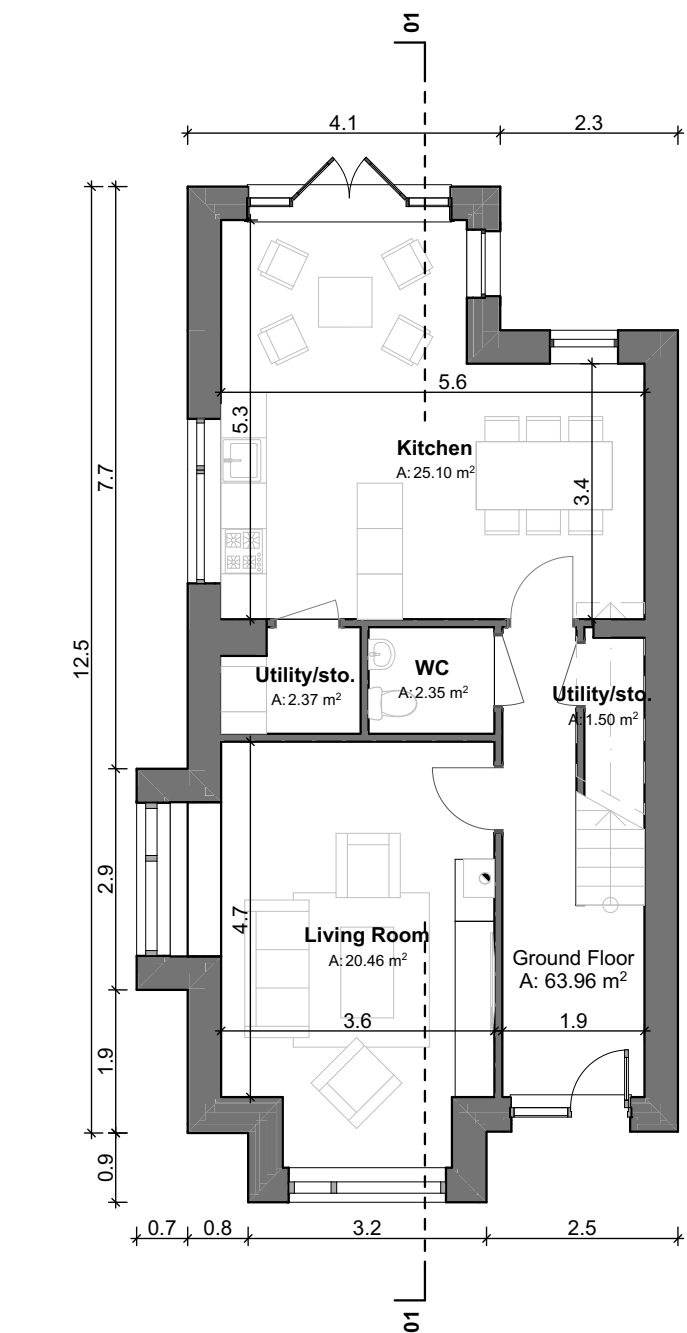 01
4.1
2.3
5.6
5.3
Kitchen
A: 25.10 m²
3.4
7.7
12.5
Utility/sto.
A: 2.37 m²
WC
A: 2.35 m²
Utility/sto.
A: 1.50 m²
2.9
4.7
Living Room
A: 20.46 m²
Ground Floor
A: 63.96 m²
3.6
1.9
1.9
0.9
0.7
0.8
3.2
2.5
01